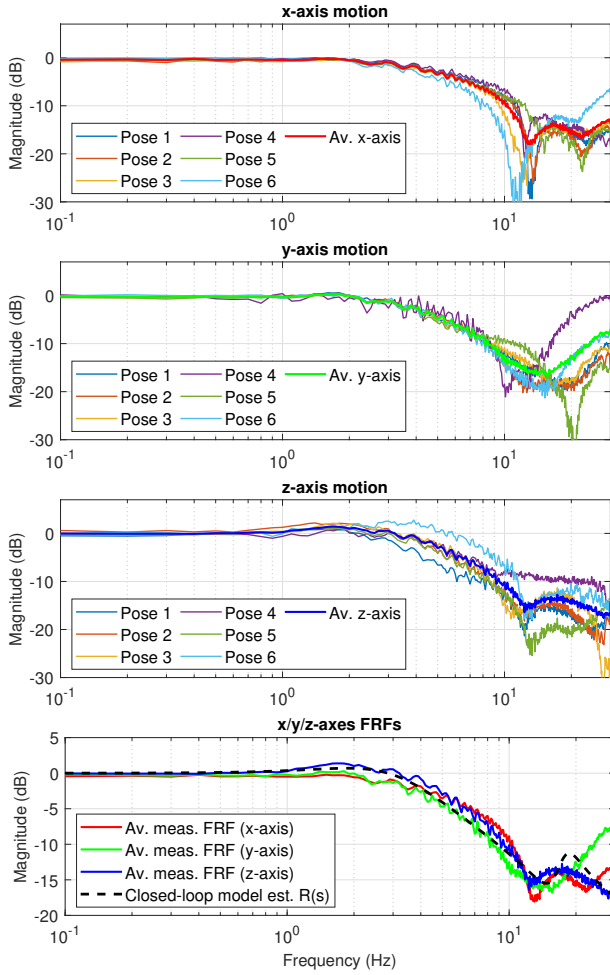 x-axis motion
Magnitude (dB)
0
-10
-20
-30
Pose 1
Pose 2
Pose 3
Pose 4
Pose 5
Pose 6
Av. x-axis
10^-1
10^0
10^1
y-axis motion
Magnitude (dB)
0
-10
-20
-30
Pose 1
Pose 2
Pose 3
Pose 4
Pose 5
Pose 6
Av. y-axis
10^-1
10^0
10^1
z-axis motion
Magnitude (dB)
0
-10
-20
-30
Pose 1
Pose 2
Pose 3
Pose 4
Pose 5
Pose 6
Av. z-axis
10^-1
10^0
10^1
x/y/z-axes FRFs
Magnitude (dB)
5
0
-5
-10
-15
-20
Av. meas. FRF (x-axis)
Av. meas. FRF (y-axis)
Av. meas. FRF (z-axis)
Closed-loop model est. R(s)
10^-1
10^0
10^1
Frequency (Hz)